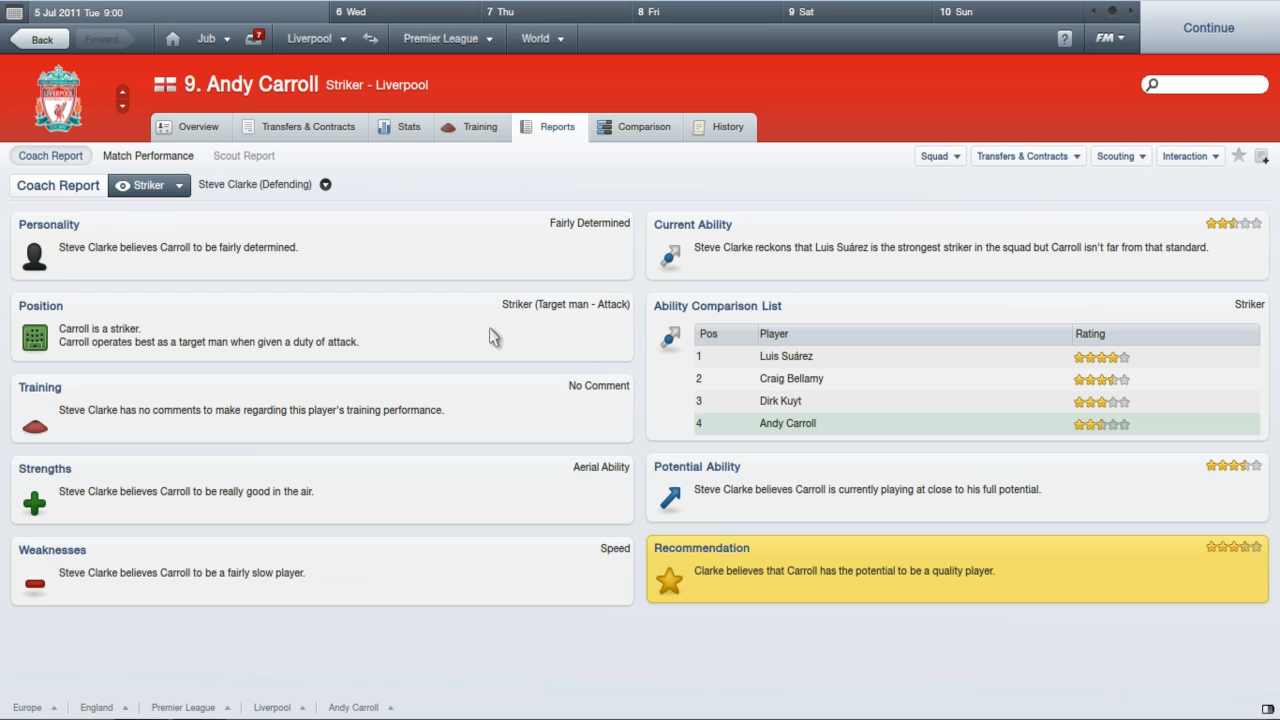 5 Jul 2011 Tue 9:00
6 Wed
7 Thu
8 Fri
9 Sat
10 Sun
Continue
Back
Forward
Jub
7
Liverpool
Premier League
World
?
FM
LIVERPOOL
9. Andy Carroll Striker - Liverpool
Overview
Transfers & Contracts
Stats
Training
Reports
Comparison
History
Coach Report
Match Performance
Scout Report
Squad
Transfers & Contracts
Scouting
Interaction
Coach Report
Striker
Steve Clarke (Defending)
Personality
Fairly Determined
Steve Clarke believes Carroll to be fairly determined.
Position
Striker (Target man - Attack)
Carroll is a striker.
Carroll operates best as a target man when given a duty of attack.
Training
No Comment
Steve Clarke has no comments to make regarding this player's training performance.
Strengths
Aerial Ability
Steve Clarke believes Carroll to be really good in the air.
Weaknesses
Speed
Steve Clarke believes Carroll to be a fairly slow player.
Current Ability
Steve Clarke reckons that Luis Suárez is the strongest striker in the squad but Carroll isn't far from that standard.
Ability Comparison List
Striker
Pos Player Rating
1 Luis Suárez
2 Craig Bellamy
3 Dirk Kuyt
4 Andy Carroll
Potential Ability
Steve Clarke believes Carroll is currently playing at close to his full potential.
Recommendation
Clarke believes that Carroll has the potential to be a quality player.
Europe
England
Premier League
Liverpool
Andy Carroll